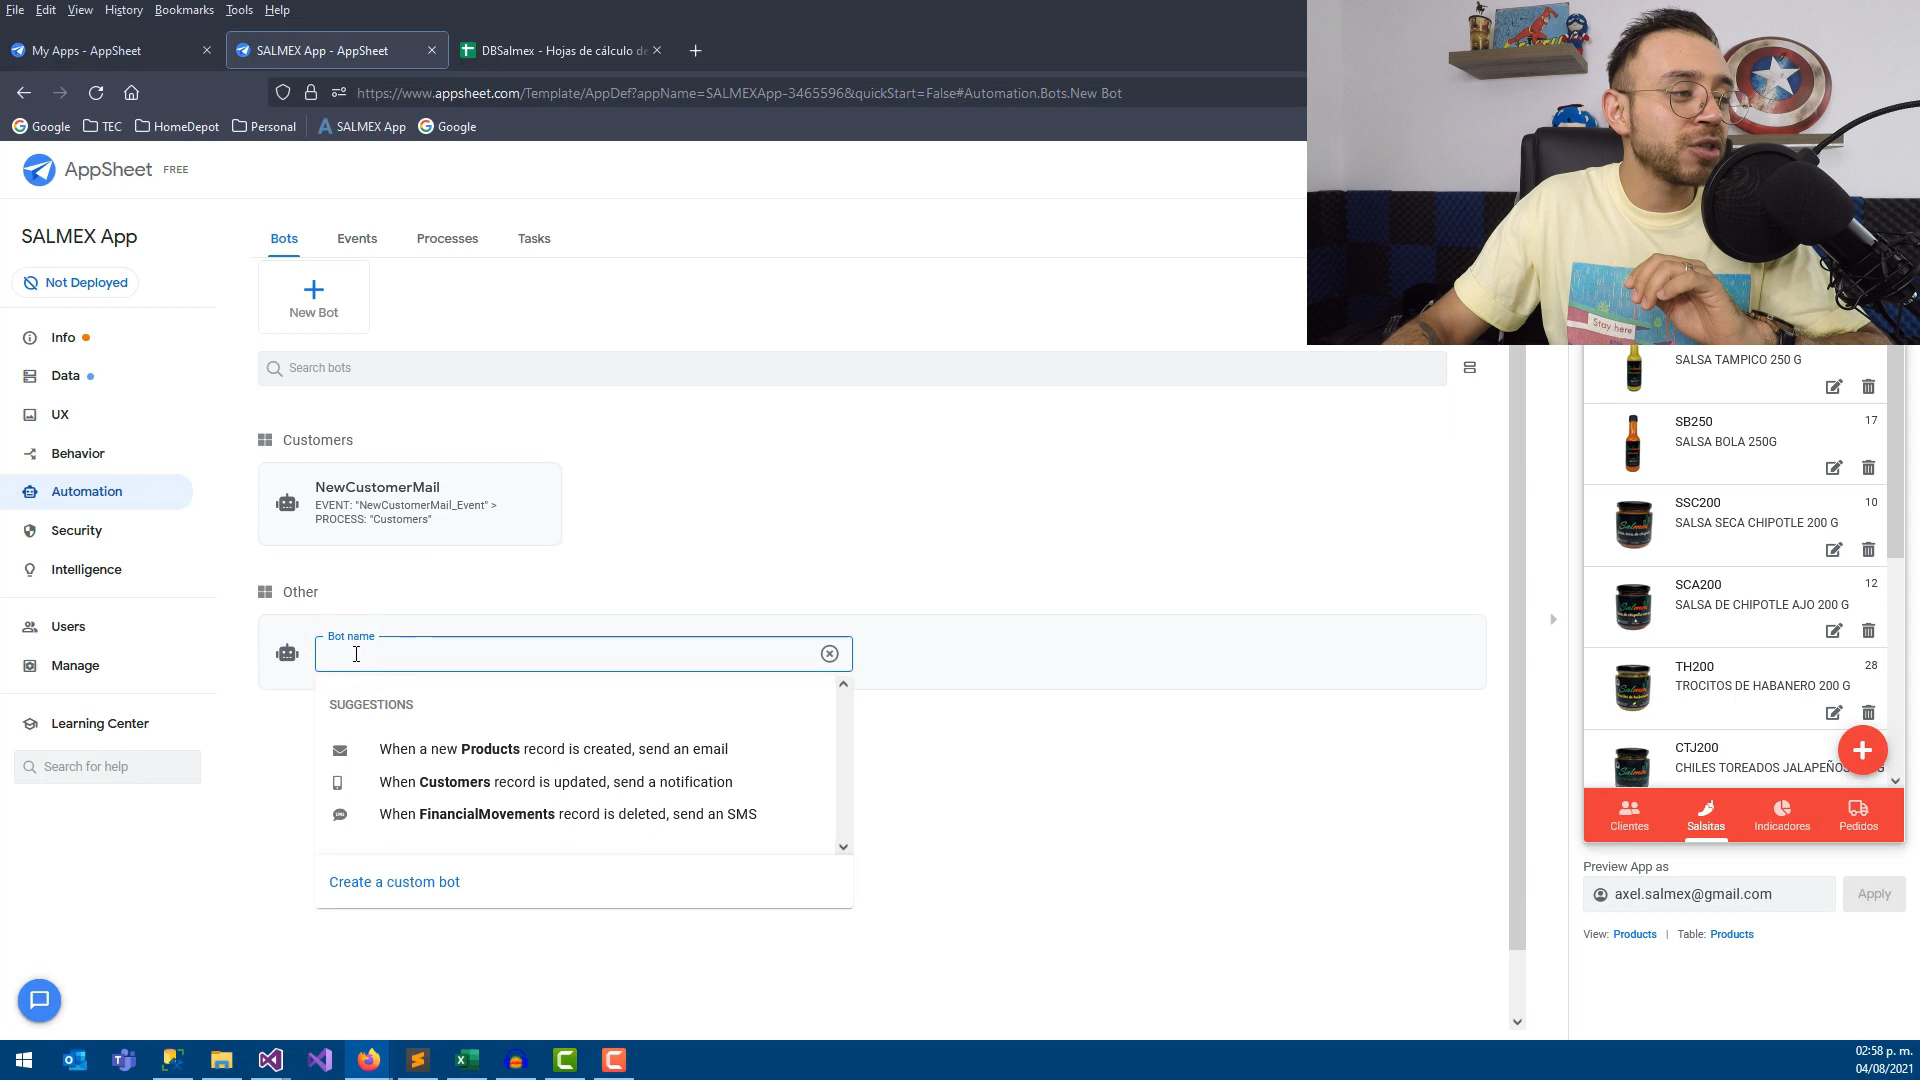 File Edit View History Bookmarks Tools Help
My Apps - AppSheet
SALMEX App - AppSheet
DBSalmex - Hojas de cálculo de
https://www.appsheet.com/Template/AppDef?appName=SALMEXApp-3465596&quickStart=False#Automation.Bots.New Bot
Google TEC HomeDepot Personal SALMEX App Google
AppSheet FREE
SALMEX App
Not Deployed
Info
Data
UX
Behavior
Automation
Security
Intelligence
Users
Manage
Learning Center
Search for help
Bots Events Processes Tasks
New Bot
Search bots
Customers
NewCustomerMail
EVENT: "NewCustomerMail_Event" >
PROCESS: "Customers"
Other
Bot name
SUGGESTIONS
When a new Products record is created, send an email
When Customers record is updated, send a notification
When FinancialMovements record is deleted, send an SMS
Create a custom bot
Stay here
SALSA TAMPICO 250 G
SB250 17
SALSA BOLA 250G
SSC200 10
SALSA SECA CHIPOTLE 200 G
SCA200 12
SALSA DE CHIPOTLE AJO 200 G
TH200 28
TROCITOS DE HABANERO 200 G
CTJ200
CHILES TOREADOS JALAPEÑOS
Clientes Salsitas Indicadores Pedidos
Preview App as
axel.salmex@gmail.com Apply
View: Products | Table: Products
02:58 p. m.
04/08/2021